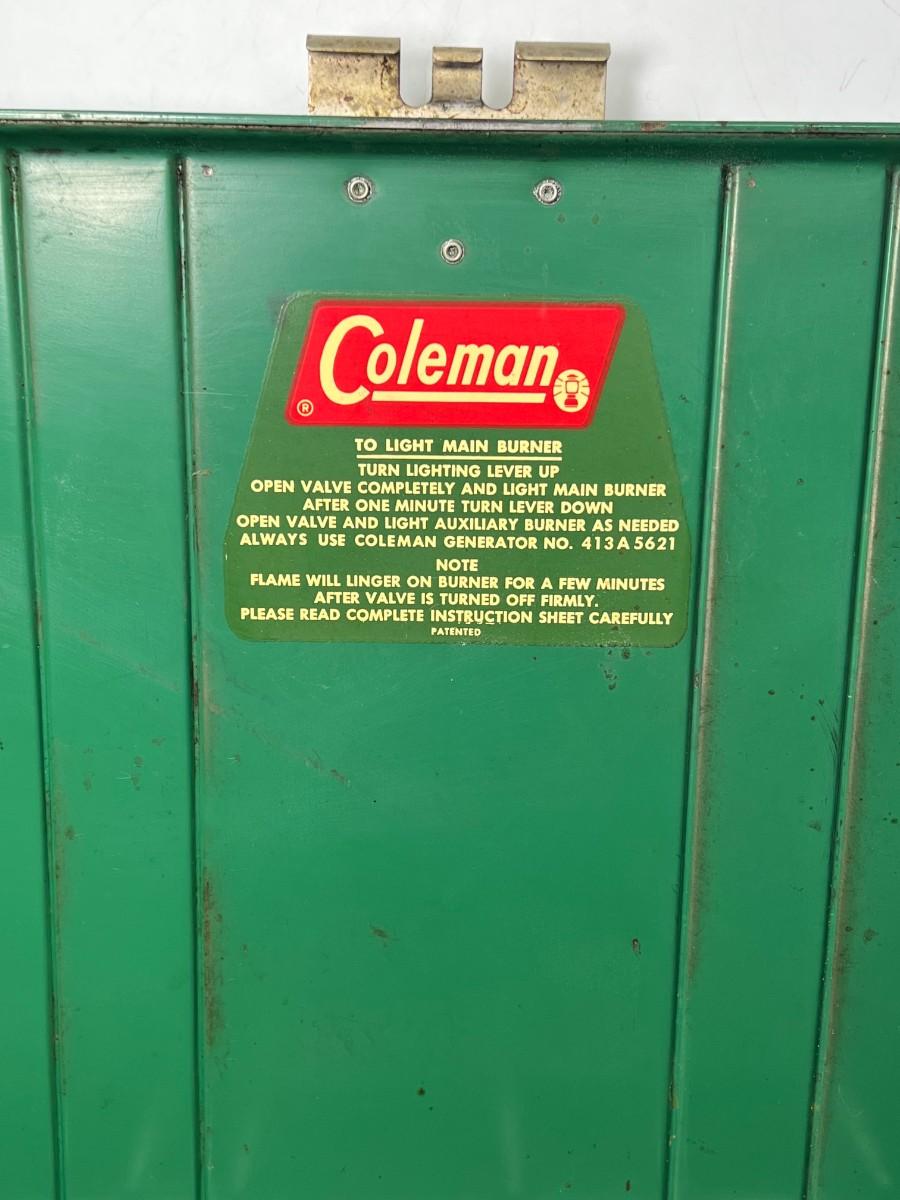 Coleman
®
TO LIGHT MAIN BURNER
TURN LIGHTING LEVER UP
OPEN VALVE COMPLETELY AND LIGHT MAIN BURNER
AFTER ONE MINUTE TURN LEVER DOWN
OPEN VALVE AND LIGHT AUXILIARY BURNER AS NEEDED
ALWAYS USE COLEMAN GENERATOR NO. 413A5621
NOTE
FLAME WILL LINGER ON BURNER FOR A FEW MINUTES
AFTER VALVE IS TURNED OFF FIRMLY.
PLEASE READ COMPLETE INSTRUCTION SHEET CAREFULLY
PATENTED